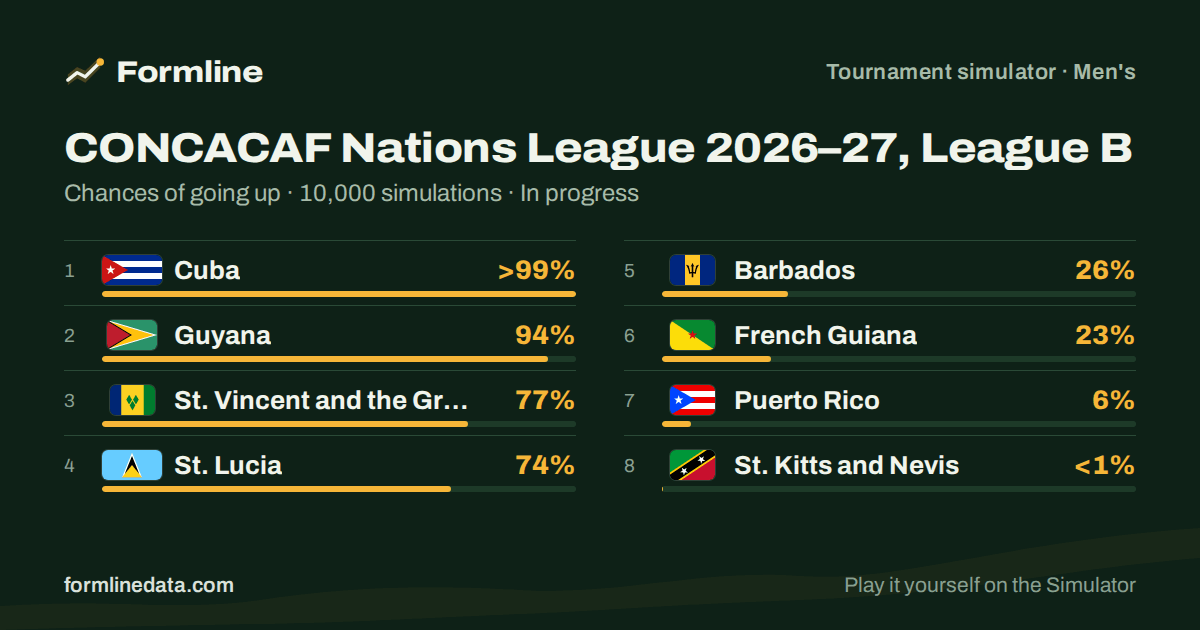 Formline
Tournament simulator · Men's
CONCACAF Nations League 2026–27, League B
Chances of going up · 10,000 simulations · In progress
1 Cuba >99%
2 Guyana 94%
3 St. Vincent and the Gr... 77%
4 St. Lucia 74%
5 Barbados 26%
6 French Guiana 23%
7 Puerto Rico 6%
8 St. Kitts and Nevis <1%
formlinedata.com
Play it yourself on the Simulator